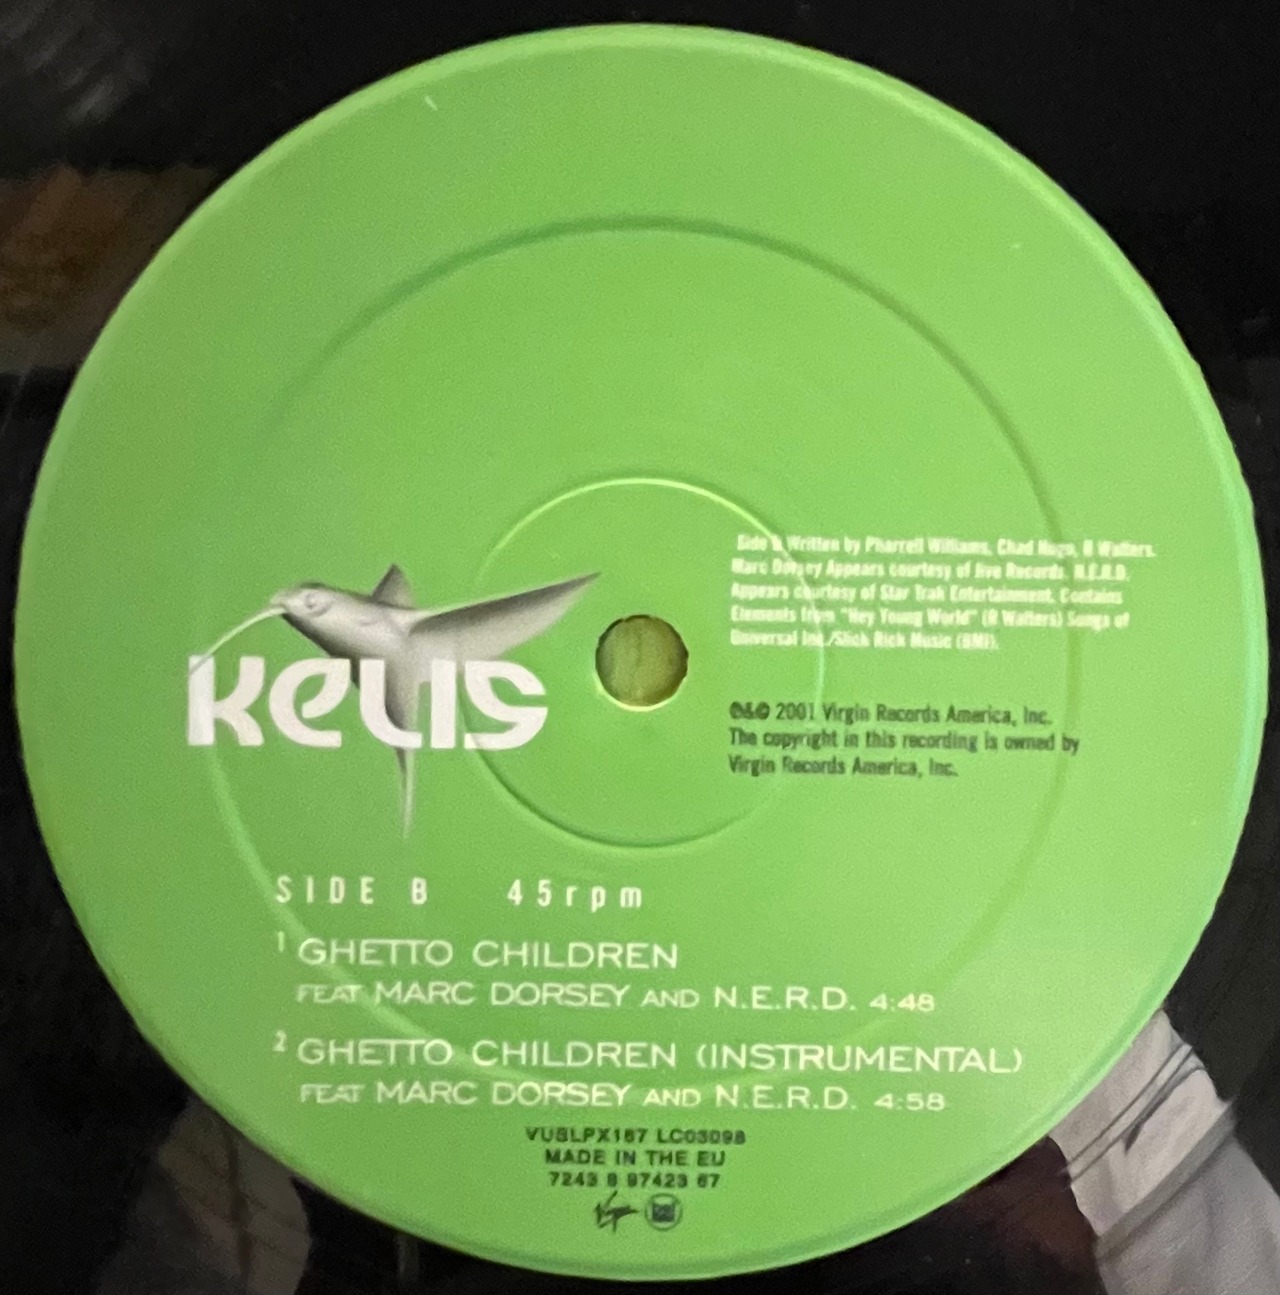 KELIS
Side B Written by Pharrell Williams, Chad Hugo, R Walters.
Marc Dorsey Appears courtesy of Jive Records. N.E.R.D.
Appears courtesy of Star Trak Entertainment. Contains
Elements from "Hey Young World" (R Walters) Songs of
Universal Inc./Slick Rick Music (BMI).
℗&© 2001 Virgin Records America, Inc.
The copyright in this recording is owned by
Virgin Records America, Inc.
SIDE B 45rpm
1 GHETTO CHILDREN
FEAT MARC DORSEY AND N.E.R.D. 4:48
2 GHETTO CHILDREN (INSTRUMENTAL)
FEAT MARC DORSEY AND N.E.R.D. 4:58
VUSLPX167 LC03098
MADE IN THE EU
7243 8 97423 67
Virgin